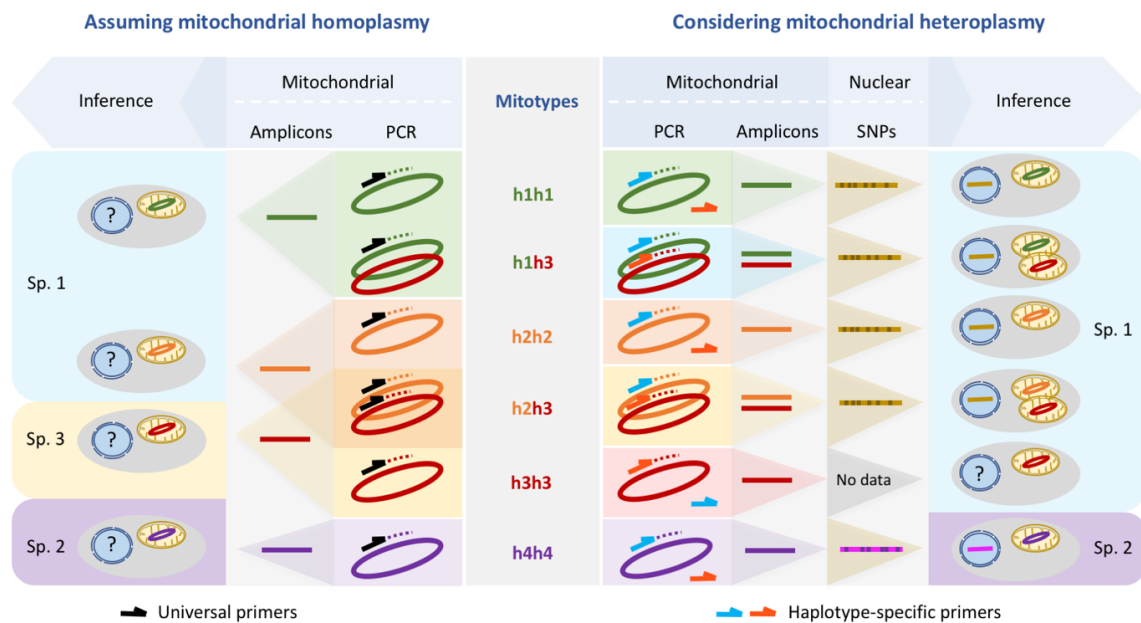 Assuming mitochondrial homoplasmy
Considering mitochondrial heteroplasmy
Inference
Mitochondrial
Amplicons
PCR
Mitotypes
Mitochondrial
Nuclear
PCR
Amplicons
SNPs
Inference
?
Sp. 1
?
Sp. 3
?
Sp. 2
?
h1h1
h1h3
h2h2
h2h3
h3h3
h4h4
No data
Sp. 1
?
Sp. 2
Universal primers
Haplotype-specific primers